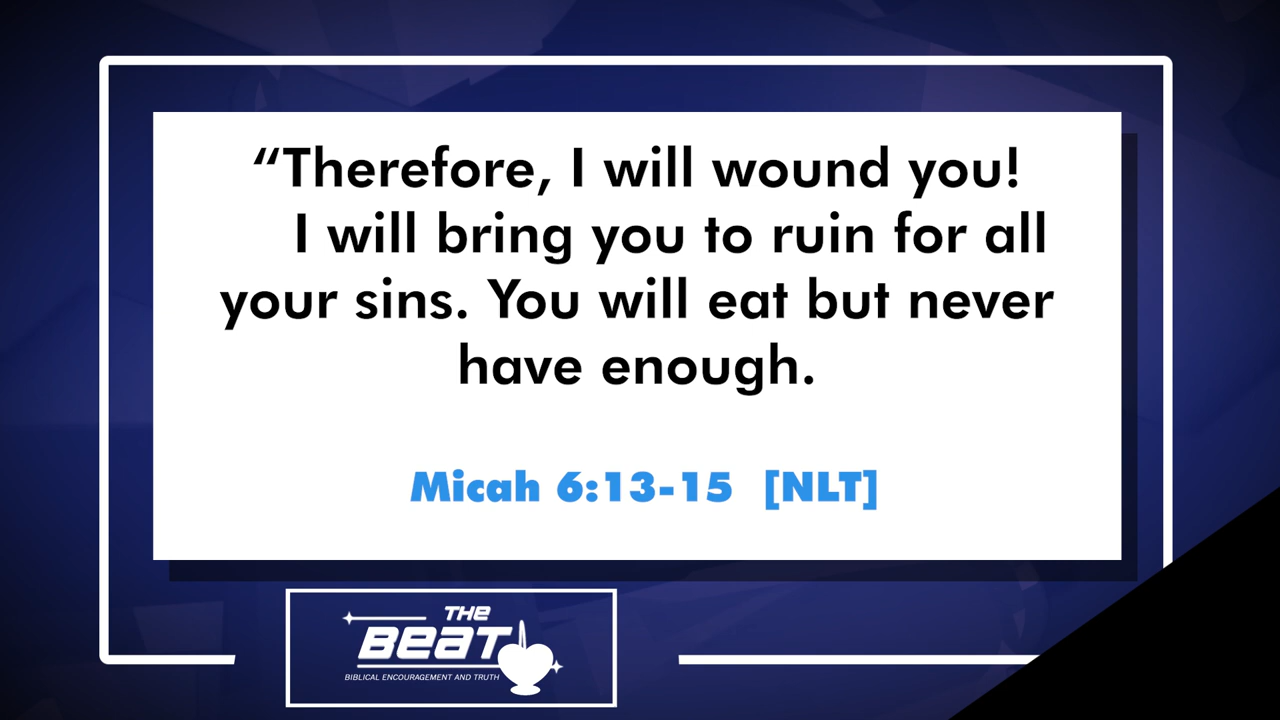 “Therefore, I will wound you!
I will bring you to ruin for all
your sins. You will eat but never
have enough.
Micah 6:13-15 [NLT]
THE
BEAT
BIBLICAL ENCOURAGEMENT AND TRUTH